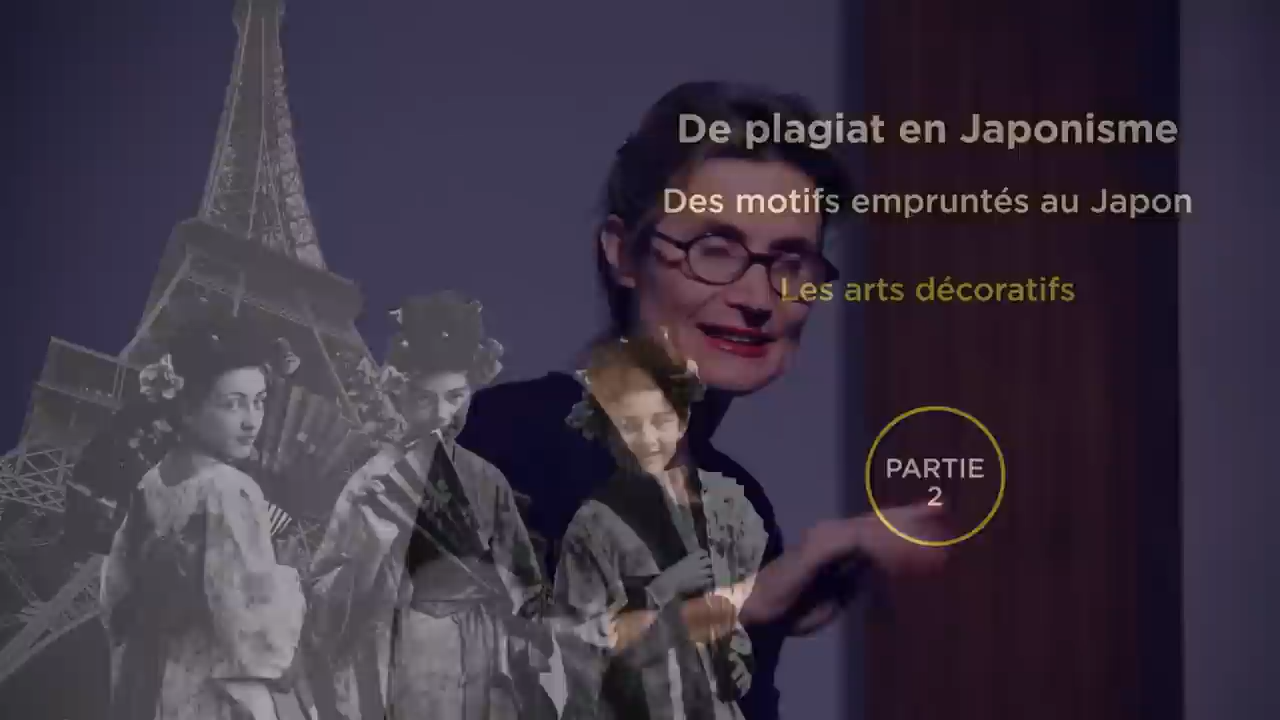 De plagiat en Japonisme
Des motifs empruntés au Japon
Les arts décoratifs
PARTIE
2